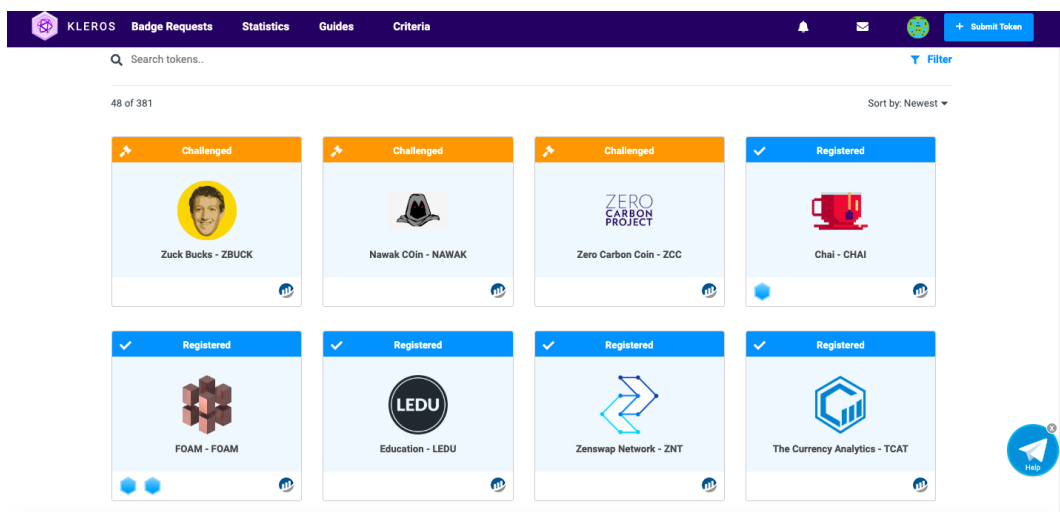 KLEROS Badge Requests Statistics Guides Criteria + Submit Token
Search tokens.. Filter
48 of 381 Sort by: Newest
Challenged Challenged Challenged Registered
ZERO
CARBON
PROJECT
Zuck Bucks - ZBUCK Nawak COin - NAWAK Zero Carbon Coin - ZCC Chai - CHAI
Registered Registered Registered Registered
LEDU
FOAM - FOAM Education - LEDU Zenswap Network - ZNT The Currency Analytics - TCAT
X
Help